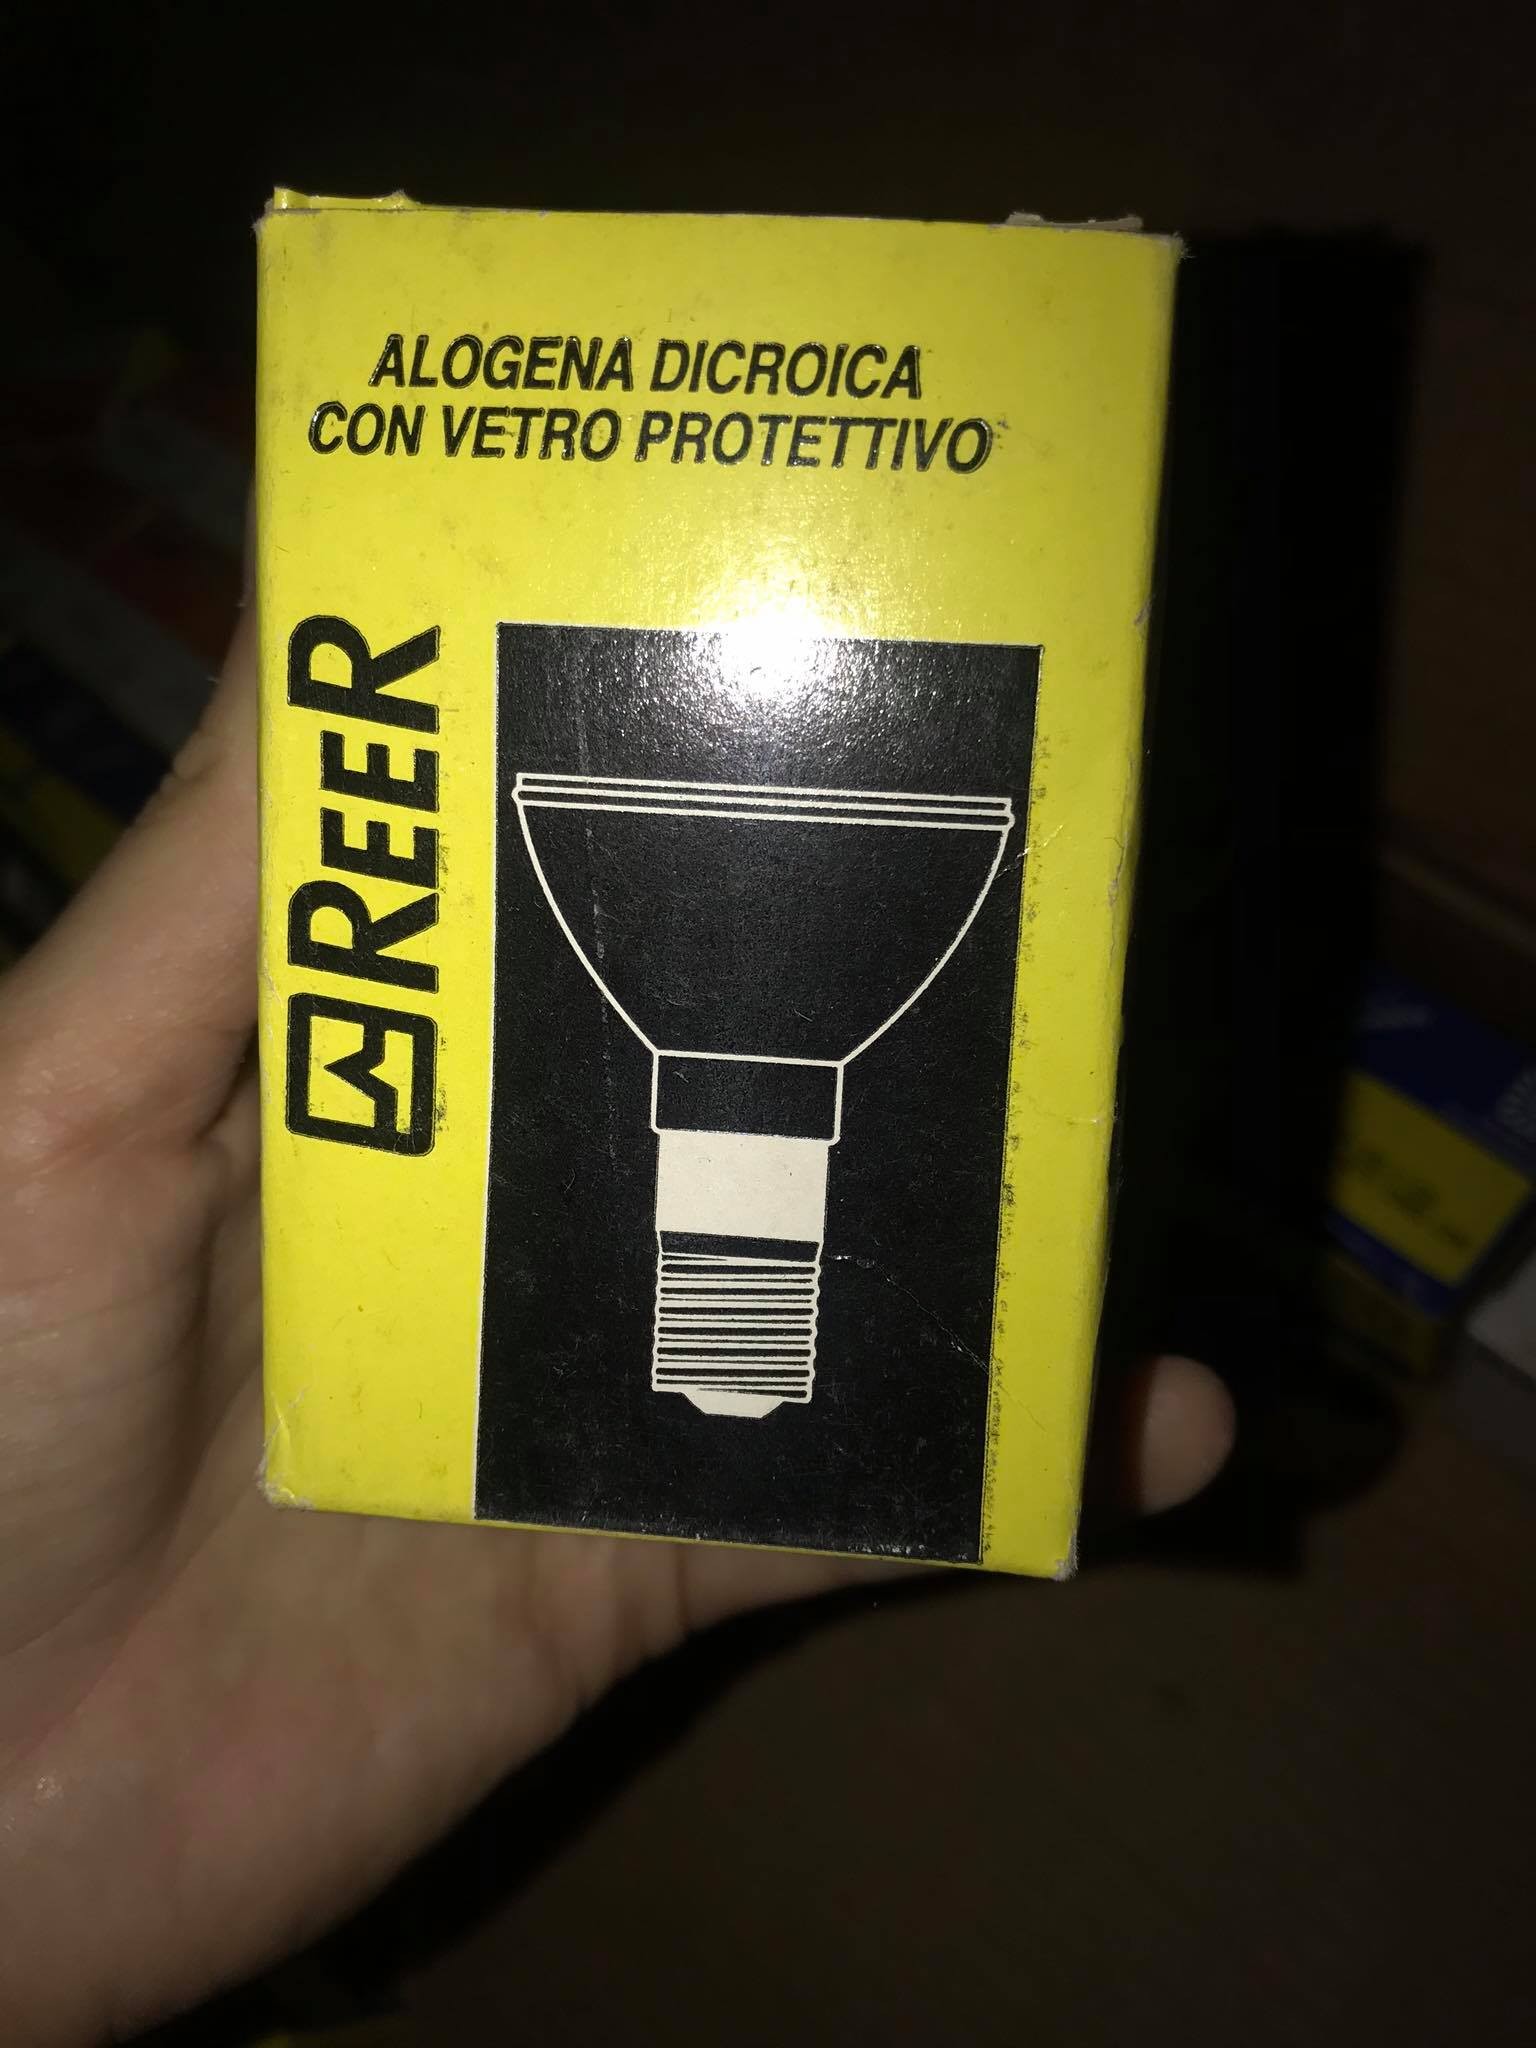 ALOGENA DICROICA
CON VETRO PROTETTIVO
REER